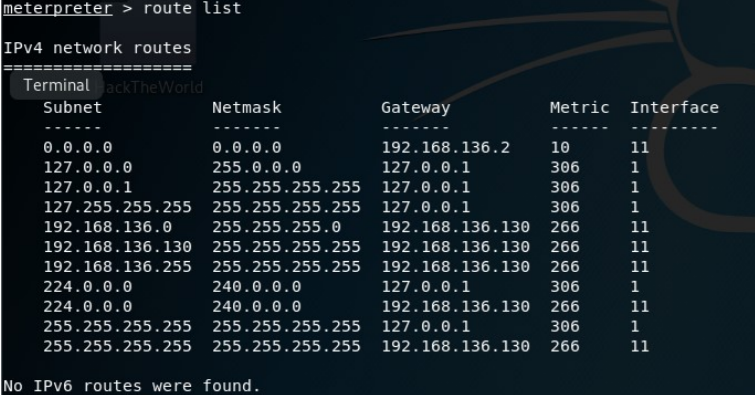 meterpreter > route list
IPv4 network routes
===================
Terminal
HackTheWorld
Subnet Netmask Gateway Metric Interface
------ ------- ------- ------ ---------
0.0.0.0 0.0.0.0 192.168.136.2 10 11
127.0.0.0 255.0.0.0 127.0.0.1 306 1
127.0.0.1 255.255.255.255 127.0.0.1 306 1
127.255.255.255 255.255.255.255 127.0.0.1 306 1
192.168.136.0 255.255.255.0 192.168.136.130 266 11
192.168.136.130 255.255.255.255 192.168.136.130 266 11
192.168.136.255 255.255.255.255 192.168.136.130 266 11
224.0.0.0 240.0.0.0 127.0.0.1 306 1
224.0.0.0 240.0.0.0 192.168.136.130 266 11
255.255.255.255 255.255.255.255 127.0.0.1 306 1
255.255.255.255 255.255.255.255 192.168.136.130 266 11
No IPv6 routes were found.